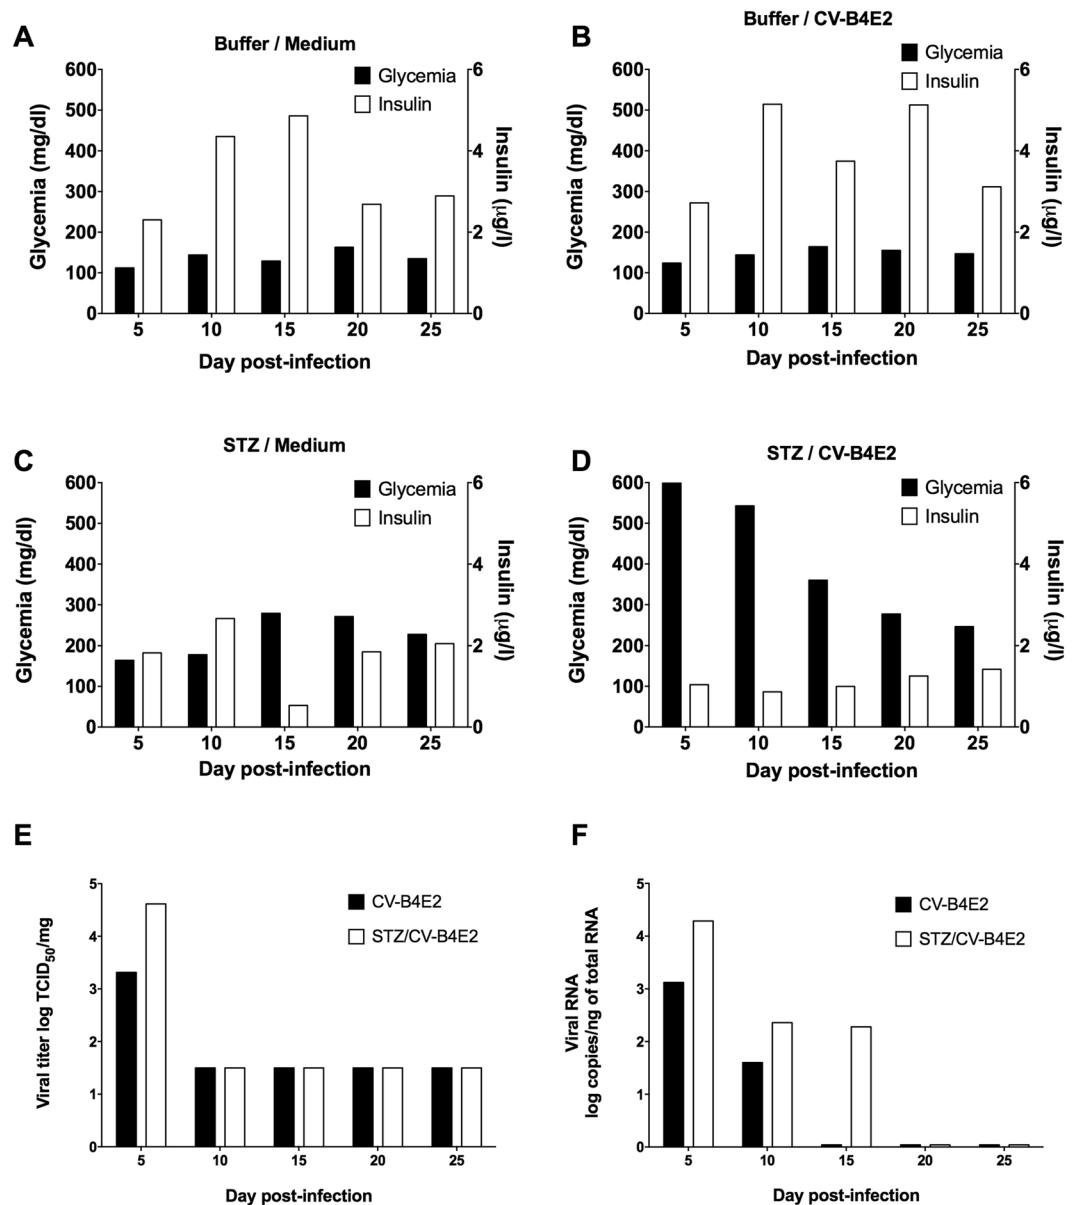 A
Buffer / Medium
Glycemia
Insulin
Glycemia (mg/dl)
600
500
400
300
200
100
0
6
4
2
0
Insulin (µg/l)
5 10 15 20 25
Day post-infection
B
Buffer / CV-B4E2
Glycemia
Insulin
Glycemia (mg/dl)
600
500
400
300
200
100
0
6
4
2
0
Insulin (µg/l)
5 10 15 20 25
Day post-infection
C
STZ / Medium
Glycemia
Insulin
Glycemia (mg/dl)
600
500
400
300
200
100
0
6
4
2
0
Insulin (µg/l)
5 10 15 20 25
Day post-infection
D
STZ / CV-B4E2
Glycemia
Insulin
Glycemia (mg/dl)
600
500
400
300
200
100
0
6
4
2
0
Insulin (µg/l)
5 10 15 20 25
Day post-infection
E
CV-B4E2
STZ/CV-B4E2
Viral titer log TCID50/mg
5
4
3
2
1
0
5 10 15 20 25
Day post-infection
F
CV-B4E2
STZ/CV-B4E2
Viral RNA
log copies/ng of total RNA
5
4
3
2
1
0
5 10 15 20 25
Day post-infection